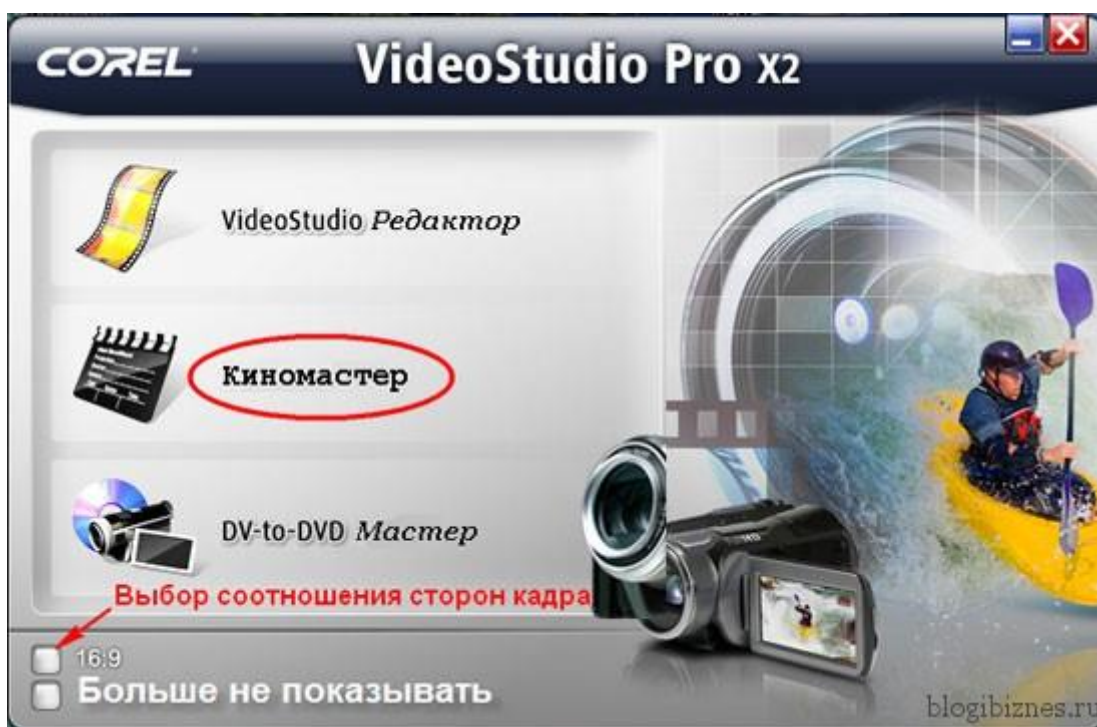 COREL
VideoStudio Pro X2
VideoStudio Редактор
Киномастер
DV-to-DVD Мастер
Выбор соотношения сторон кадра
16:9
Больше не показывать
blogibiznes.ru